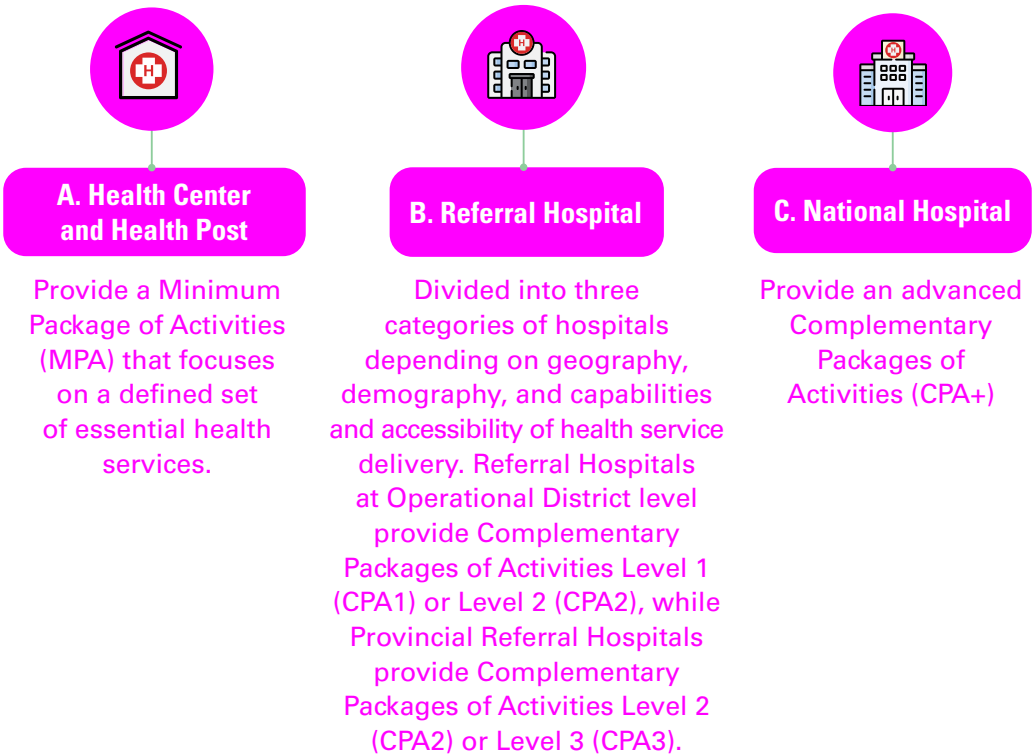 A. Health Center
and Health Post
Provide a Minimum
Package of Activities
(MPA) that focuses
on a defined set
of essential health
services.
B. Referral Hospital
Divided into three
categories of hospitals
depending on geography,
demography, and capabilities
and accessibility of health service
delivery. Referral Hospitals
at Operational District level
provide Complementary
Packages of Activities Level 1
(CPA1) or Level 2 (CPA2), while
Provincial Referral Hospitals
provide Complementary
Packages of Activities Level 2
(CPA2) or Level 3 (CPA3).
C. National Hospital
Provide an advanced
Complementary
Packages of
Activities (CPA+)